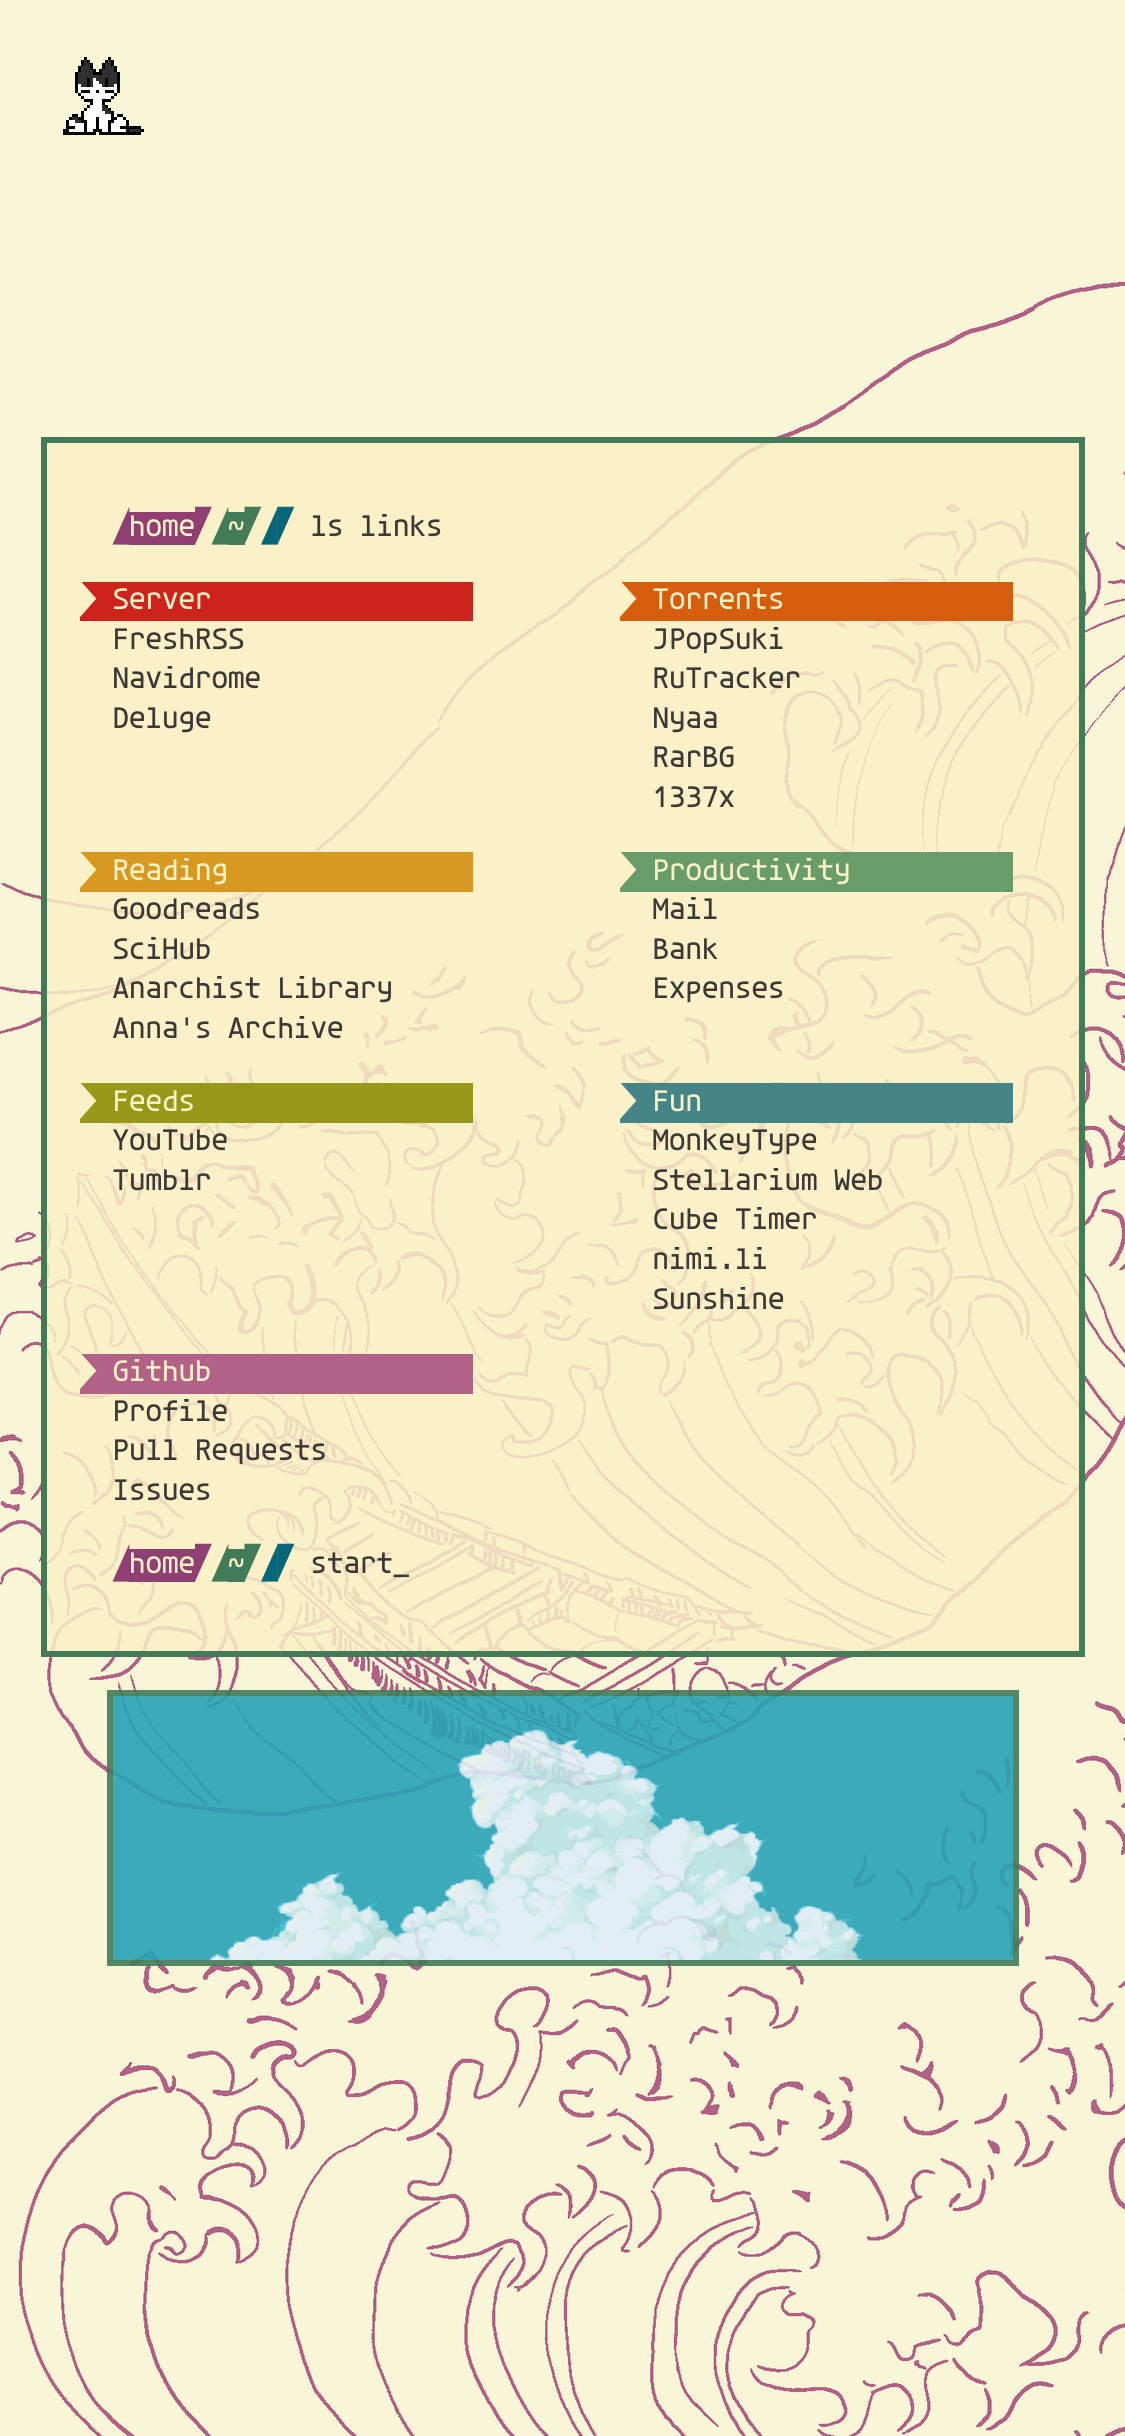 home ~ ls links
Server
FreshRSS
Navidrome
Deluge
Torrents
JPopSuki
RuTracker
Nyaa
RarBG
1337x
Reading
Goodreads
SciHub
Anarchist Library
Anna's Archive
Productivity
Mail
Bank
Expenses
Feeds
YouTube
Tumblr
Fun
MonkeyType
Stellarium Web
Cube Timer
nimi.li
Sunshine
Github
Profile
Pull Requests
Issues
home ~ start_